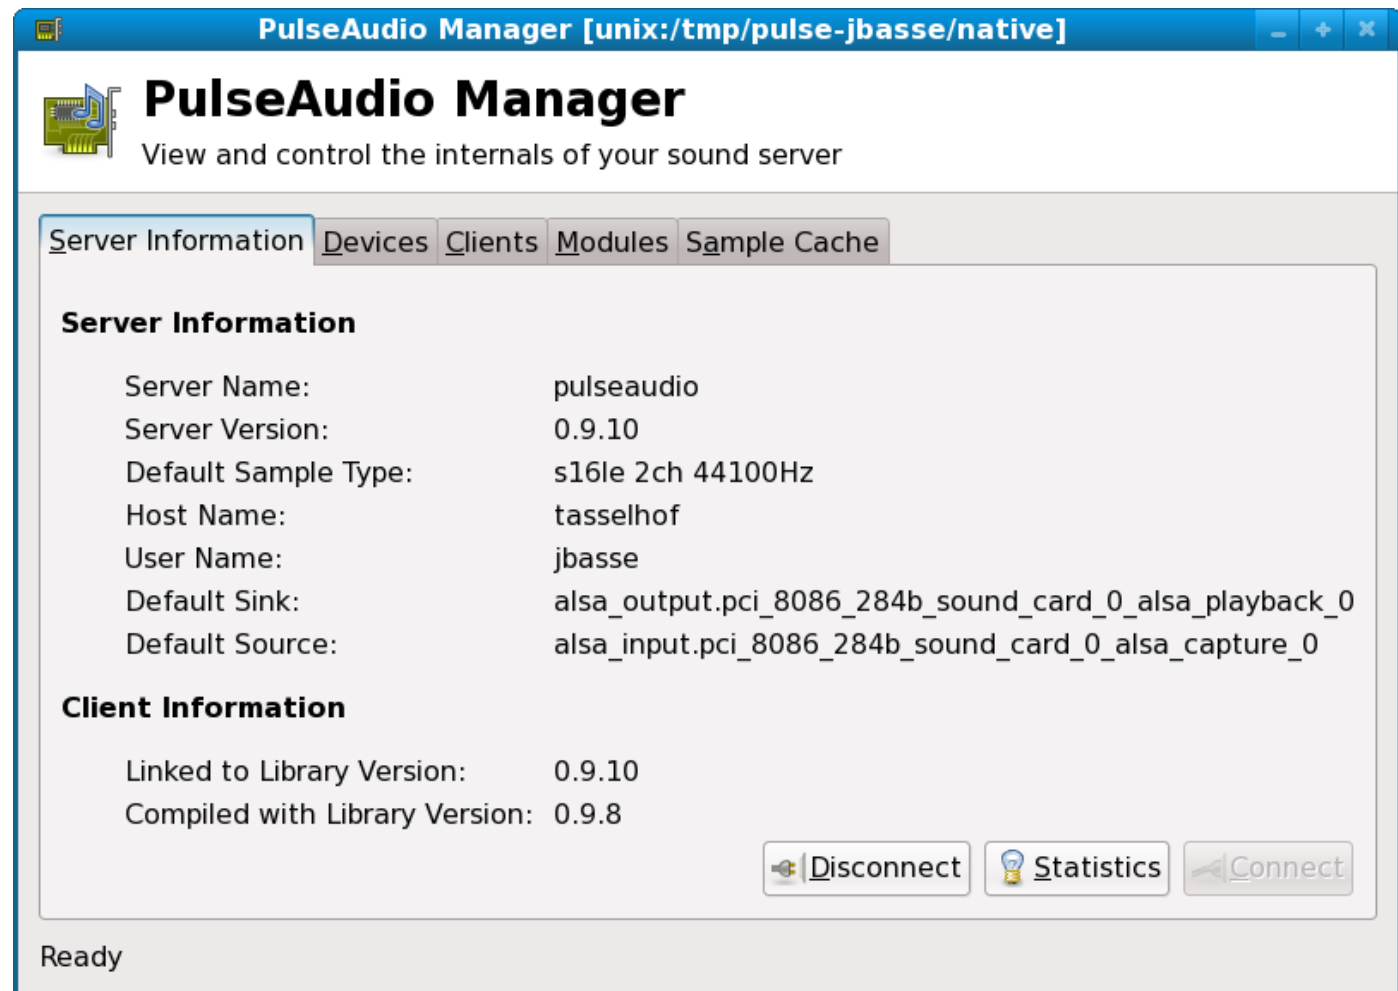 PulseAudio Manager [unix:/tmp/pulse-jbasse/native]
PulseAudio Manager
View and control the internals of your sound server
Server Information Devices Clients Modules Sample Cache
Server Information
Server Name: pulseaudio
Server Version: 0.9.10
Default Sample Type: s16le 2ch 44100Hz
Host Name: tasselhof
User Name: jbasse
Default Sink: alsa_output.pci_8086_284b_sound_card_0_alsa_playback_0
Default Source: alsa_input.pci_8086_284b_sound_card_0_alsa_capture_0
Client Information
Linked to Library Version: 0.9.10
Compiled with Library Version: 0.9.8
Disconnect Statistics Connect
Ready